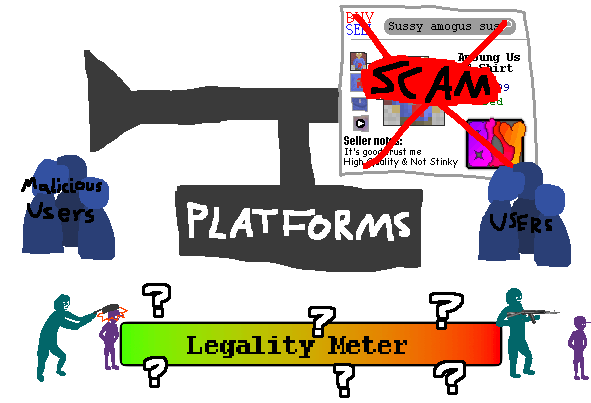 BUY
SELL
Sussy amogus sus
Among Us
Shirt
SCAM
99
Seller notes:
It's good trust me
High Quality & Not Stinky
Malicious
Users
PLATFORMS
USERS
? ? ?
Legality Meter
? ? ?